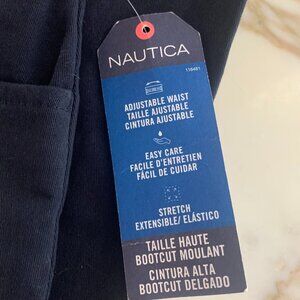 NAUTICA
ADJUSTABLE WAIST
TAILLE AJUSTABLE
CINTURA AJUSTABLE
EASY CARE
FACILE D'ENTRETIEN
FÁCIL DE CUIDAR
STRETCH
EXTENSIBLE/ ELÁSTICO
TAILLE HAUTE
BOOTCUT MOULANT
CINTURA ALTA
BOOTCUT DELGADO